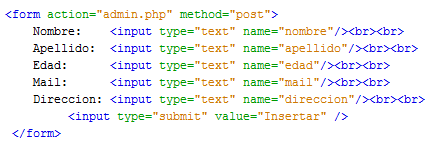 <form action="admin.php" method="post">
Nombre: <input type="text" name="nombre"/><br><br>
Apellido: <input type="text" name="apellido"/><br><br>
Edad: <input type="text" name="edad"/><br><br>
Mail: <input type="text" name="mail"/><br><br>
Direccion: <input type="text" name="direccion"/><br><br>
<input type="submit" value="Insertar" />
</form>